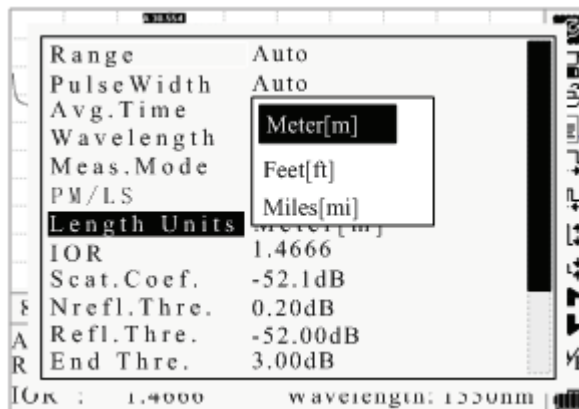 Range Auto
PulseWidth Auto
Avg.Time
Wavelength
Meas.Mode
PM/LS
Length Units Meter[m]
IOR 1.4666
Scat.Coef. -52.1dB
Nrefl.Thre. 0.20dB
Refl.Thre. -52.00dB
End Thre. 3.00dB
Meter[m]
Feet[ft]
Miles[mi]
IOR : 1.4666 Wavelength: 1550nm